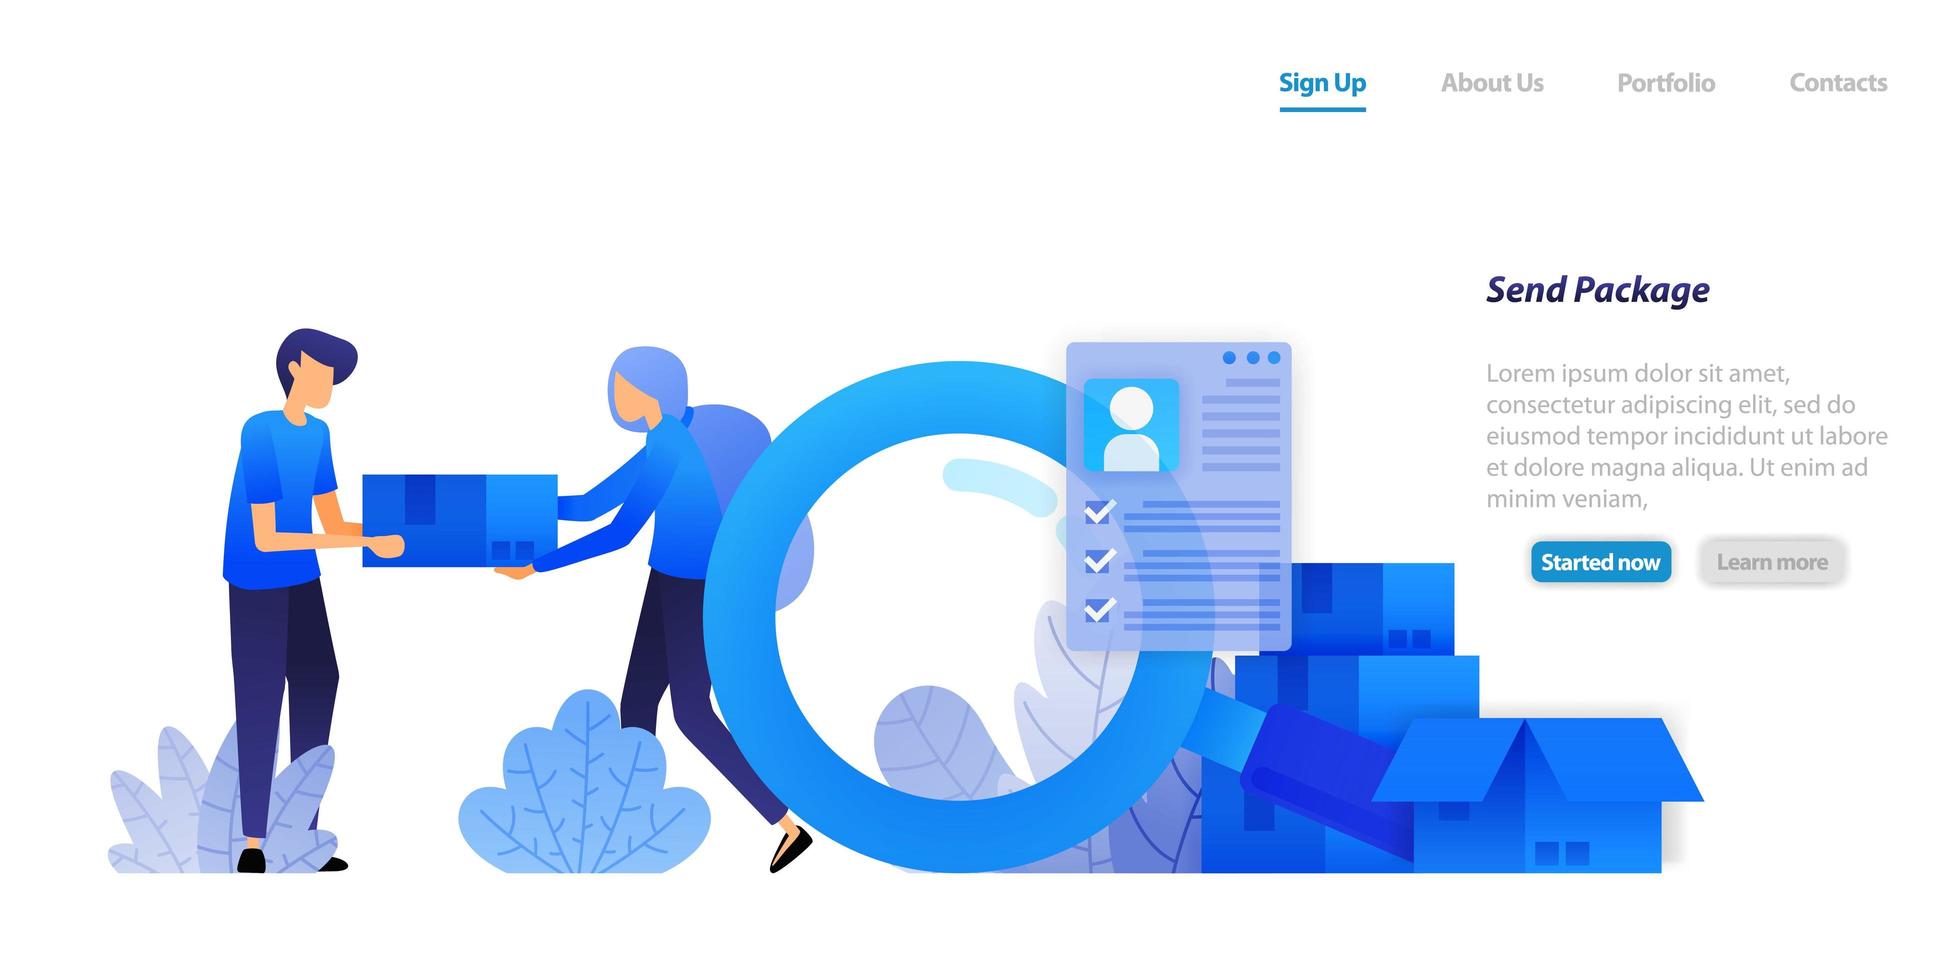 Sign Up About Us Portfolio Contacts
Send Package
Lorem ipsum dolor sit amet,
consectetur adipiscing elit, sed do
eiusmod tempor incididunt ut labore
et dolore magna aliqua. Ut enim ad
minim veniam,
Started now Learn more